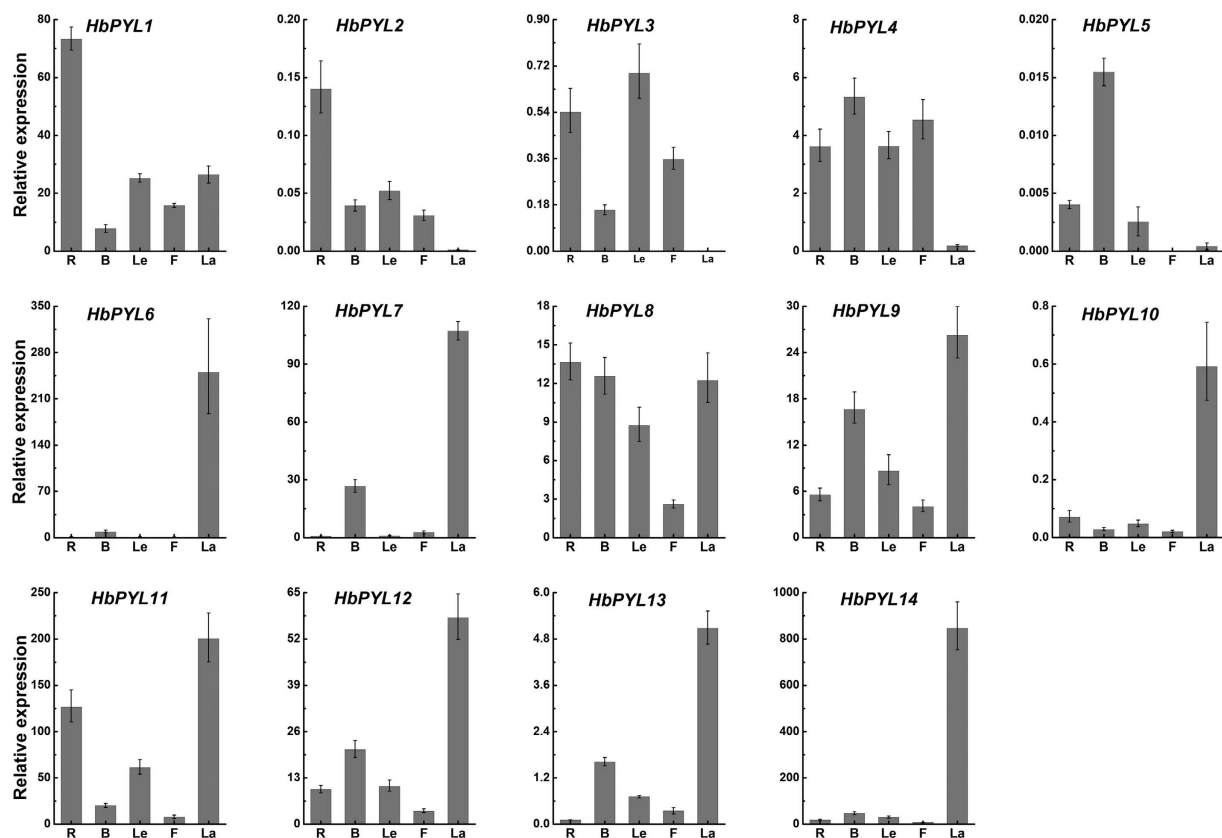 HbPYL1
HbPYL2
HbPYL3
HbPYL4
HbPYL5
Relative expression
80
60
40
20
0
R B Le F La
0.20
0.15
0.10
0.05
0.00
R B Le F La
0.90
0.72
0.54
0.36
0.18
0.00
R B Le F La
8
6
4
2
0
R B Le F La
0.020
0.015
0.010
0.005
0.000
R B Le F La
HbPYL6
HbPYL7
HbPYL8
HbPYL9
HbPYL10
Relative expression
350
280
210
140
70
0
R B Le F La
120
90
60
30
0
R B Le F La
18
15
12
9
6
3
0
R B Le F La
30
24
18
12
6
0
R B Le F La
0.8
0.6
0.4
0.2
0.0
R B Le F La
HbPYL11
HbPYL12
HbPYL13
HbPYL14
Relative expression
250
200
150
100
50
0
R B Le F La
65
52
39
26
13
0
R B Le F La
6.0
4.8
3.6
2.4
1.2
0.0
R B Le F La
1000
800
600
400
200
0
R B Le F La